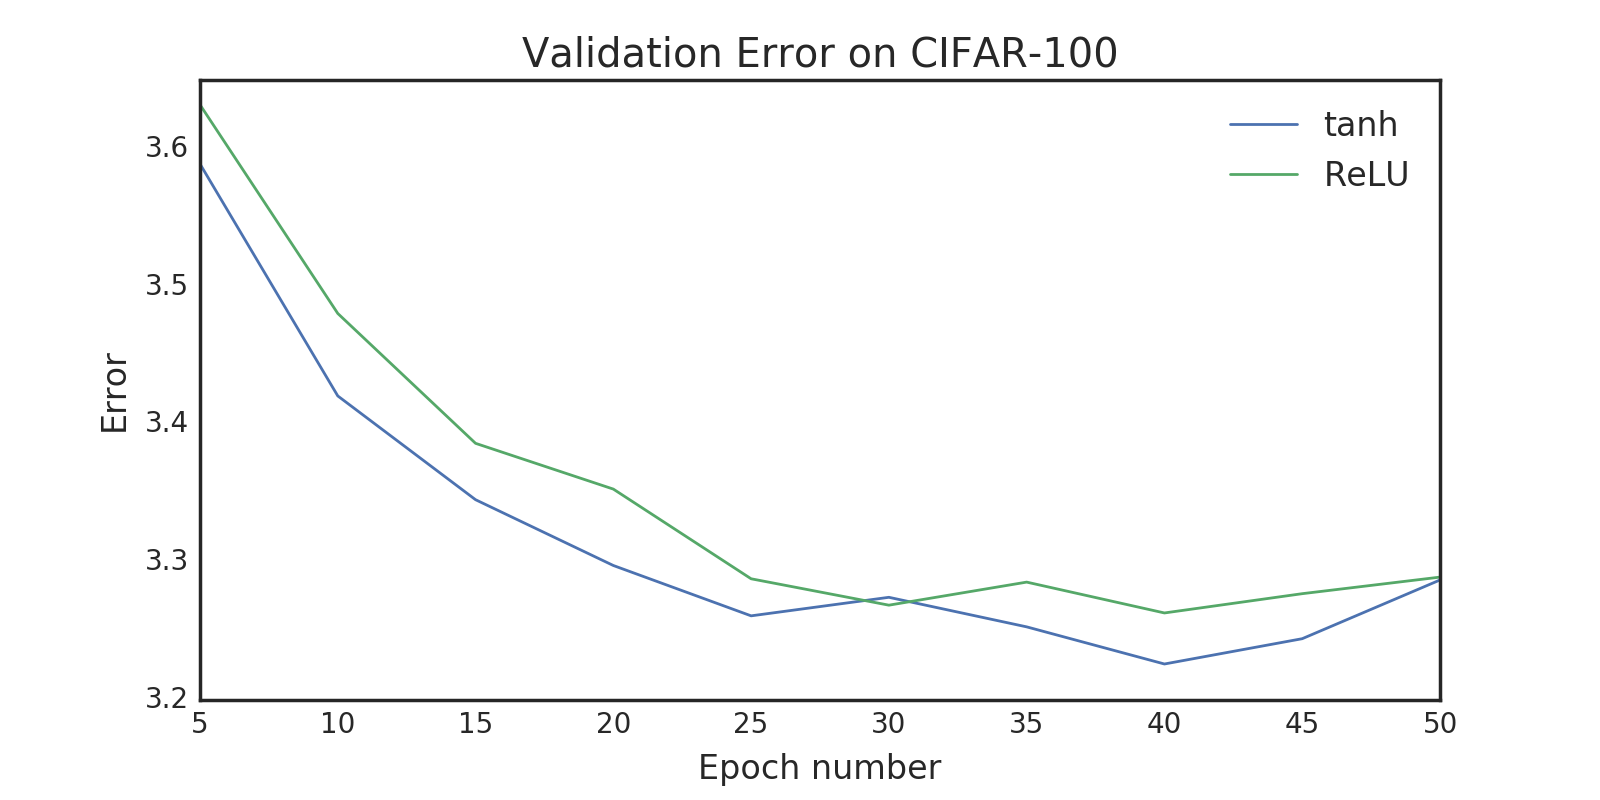 Validation Error on CIFAR-100
tanh
ReLU
Error
3.6
3.5
3.4
3.3
3.2
5 10 15 20 25 30 35 40 45 50
Epoch number